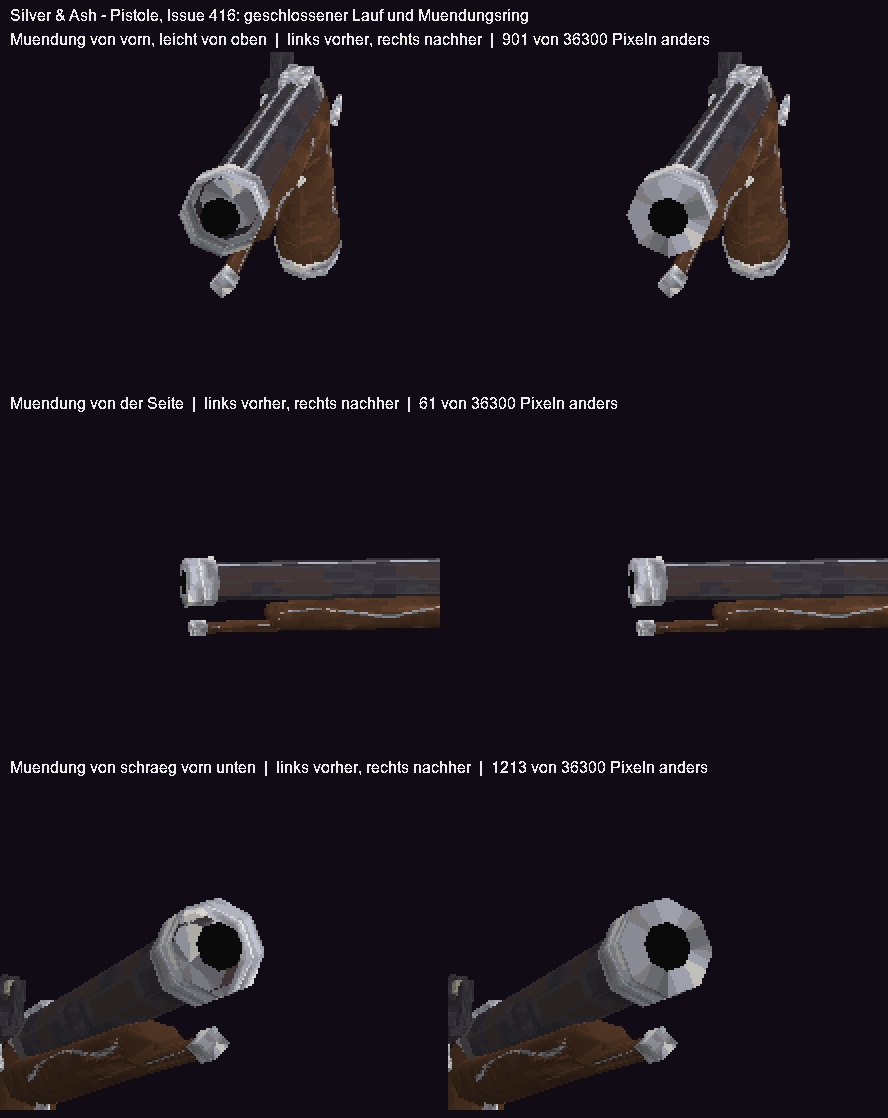 Silver & Ash - Pistole, Issue 416: geschlossener Lauf und Muendungsring
Muendung von vorn, leicht von oben | links vorher, rechts nachher | 901 von 36300 Pixeln anders
Muendung von der Seite | links vorher, rechts nachher | 61 von 36300 Pixeln anders
Muendung von schraeg vorn unten | links vorher, rechts nachher | 1213 von 36300 Pixeln anders